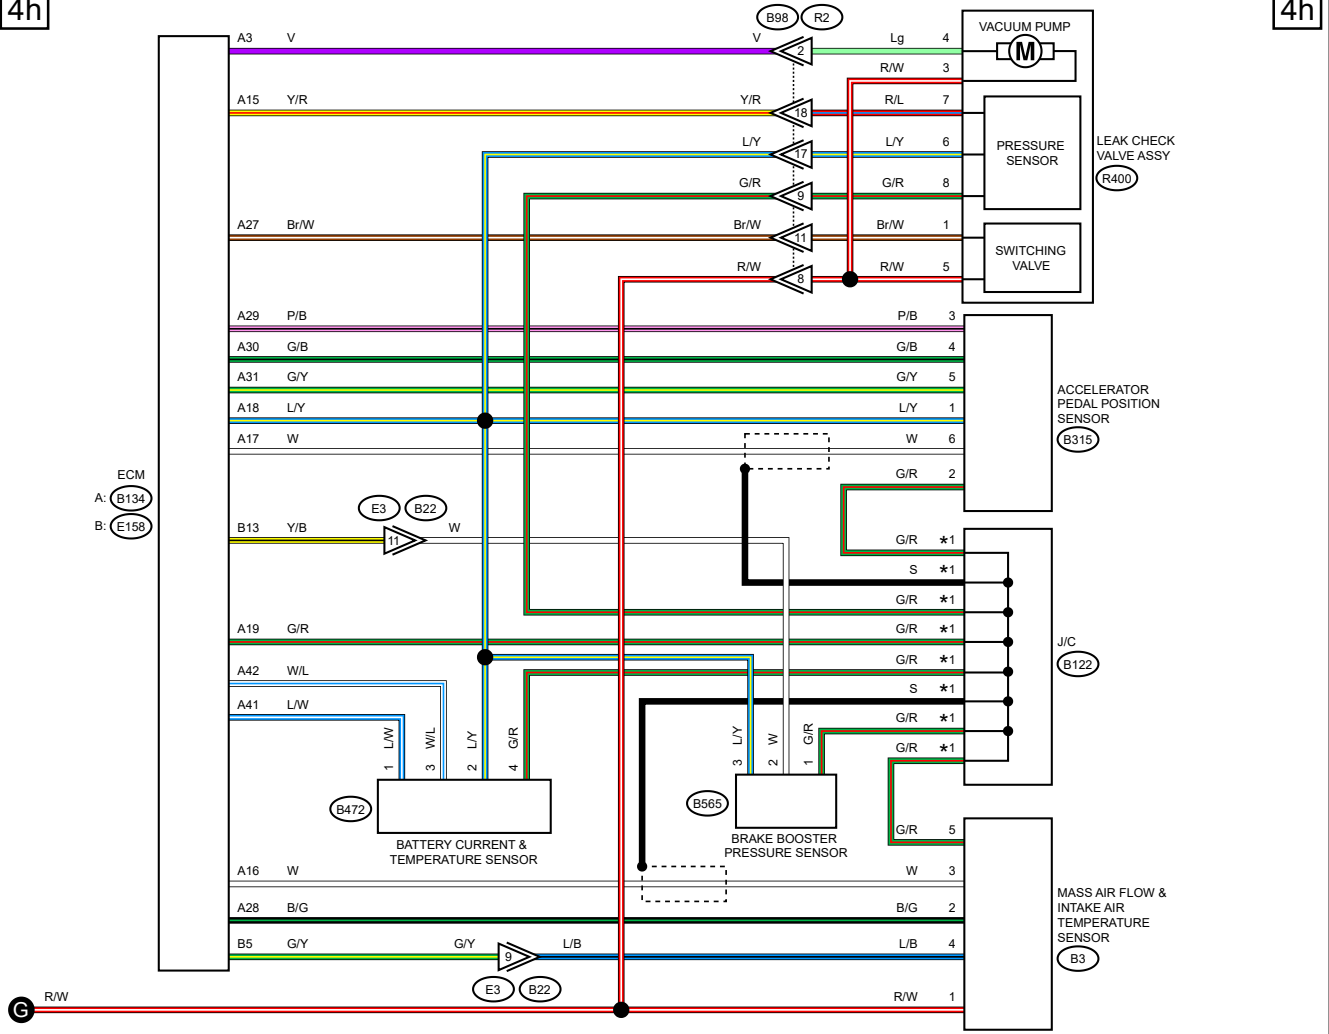 4h 4h
B98 R2
VACUUM PUMP
A3 V V 2 Lg 4 M
R/W 3
A15 Y/R Y/R 18 R/L 7
L/Y 17 L/Y 6
PRESSURE
SENSOR
LEAK CHECK
VALVE ASSY
R400
G/R 9 G/R 8
A27 Br/W Br/W 11 Br/W 1
SWITCHING
VALVE
R/W 8 R/W 5
A29 P/B P/B 3
A30 G/B G/B 4
A31 G/Y G/Y 5
A18 L/Y L/Y 1
A17 W W 6
G/R 2
ACCELERATOR
PEDAL POSITION
SENSOR
B315
ECM
A: B134
B: E158
E3 B22
B13 Y/B 11 W
G/R *1
S *1
G/R *1
A19 G/R G/R *1
G/R *1
S *1
G/R *1
G/R *1
J/C
B122
A42 W/L
A41 L/W
1 L/W
3 W/L
2 L/Y
4 G/R
3 L/Y
2 W
1 G/R
B472
BATTERY CURRENT &
TEMPERATURE SENSOR
B565
BRAKE BOOSTER
PRESSURE SENSOR
G/R 5
A16 W W 3
A28 B/G B/G 2
B5 G/Y G/Y 9 L/B L/B 4
E3 B22
MASS AIR FLOW &
INTAKE AIR
TEMPERATURE
SENSOR
B3
G R/W R/W 1